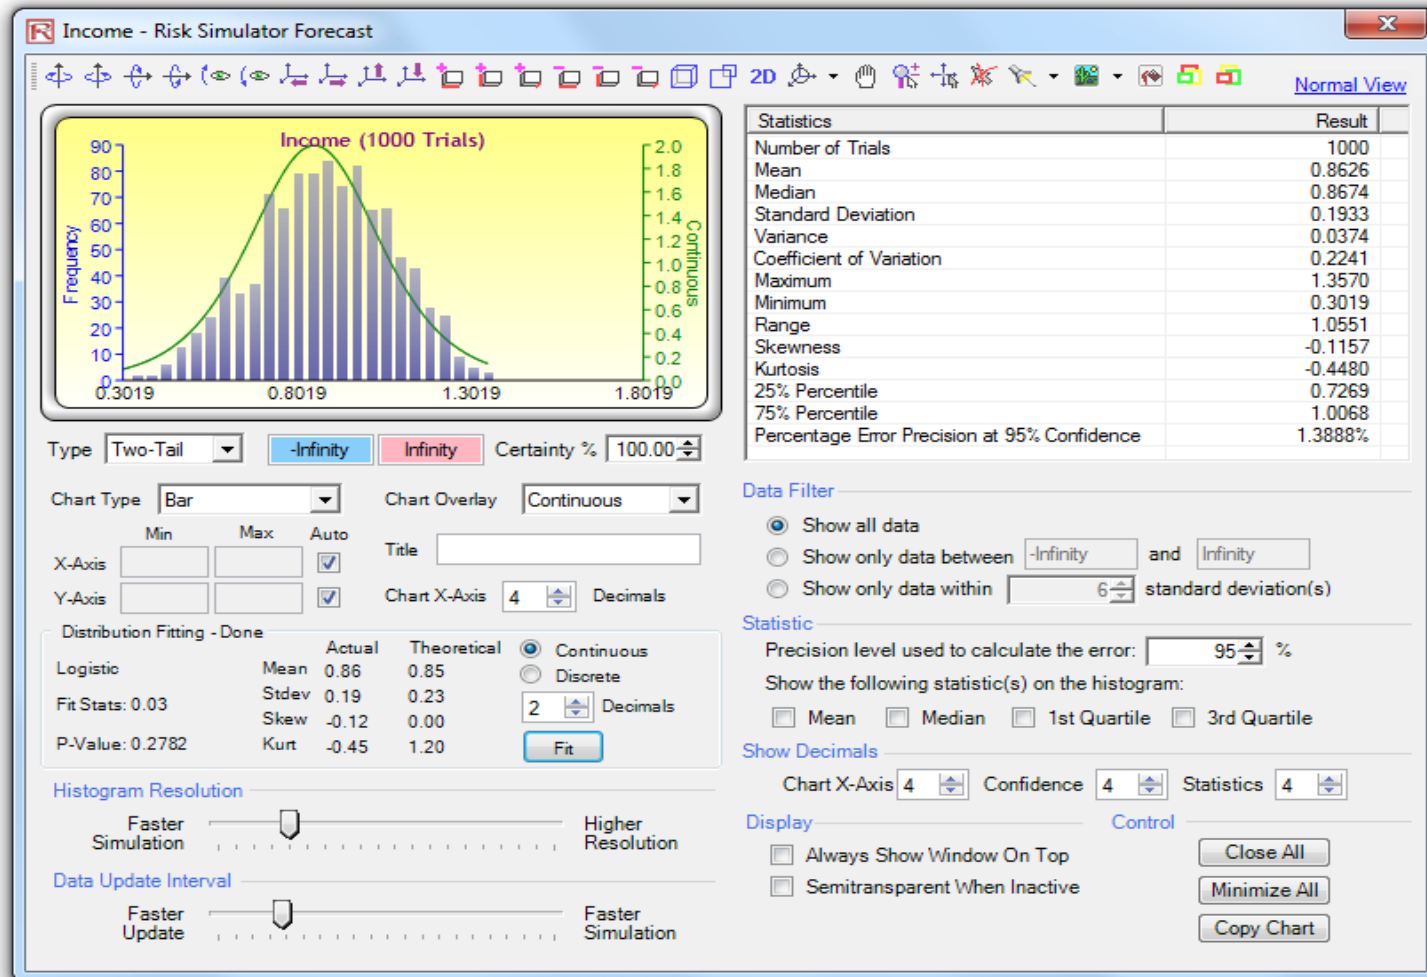 Income - Risk Simulator Forecast
2D
Normal View
Income (1000 Trials)
Frequency
90
80
70
60
50
40
30
20
10
0
Continuous
2.0
1.8
1.6
1.4
1.2
1.0
0.8
0.6
0.4
0.2
0.0
0.3019 0.8019 1.3019 1.8019
Type Two-Tail -Infinity Infinity Certainty % 100.00
Chart Type Bar Chart Overlay Continuous
Min Max Auto
X-Axis
Title
Y-Axis
Chart X-Axis 4 Decimals
Distribution Fitting - Done
Actual Theoretical
Logistic
Mean 0.86 0.85
Stdev 0.19 0.23
Fit Stats: 0.03
Skew -0.12 0.00
P-Value: 0.2782
Kurt -0.45 1.20
Continuous
Discrete
2 Decimals
Fit
Histogram Resolution
Faster Simulation
Higher Resolution
Data Update Interval
Faster Update
Faster Simulation
Statistics Result
Number of Trials 1000
Mean 0.8626
Median 0.8674
Standard Deviation 0.1933
Variance 0.0374
Coefficient of Variation 0.2241
Maximum 1.3570
Minimum 0.3019
Range 1.0551
Skewness -0.1157
Kurtosis -0.4480
25% Percentile 0.7269
75% Percentile 1.0068
Percentage Error Precision at 95% Confidence 1.3888%
Data Filter
Show all data
Show only data between -Infinity and Infinity
Show only data within 6 standard deviation(s)
Statistic
Precision level used to calculate the error: 95 %
Show the following statistic(s) on the histogram:
Mean Median 1st Quartile 3rd Quartile
Show Decimals
Chart X-Axis 4 Confidence 4 Statistics 4
Display
Always Show Window On Top
Semitransparent When Inactive
Control
Close All
Minimize All
Copy Chart